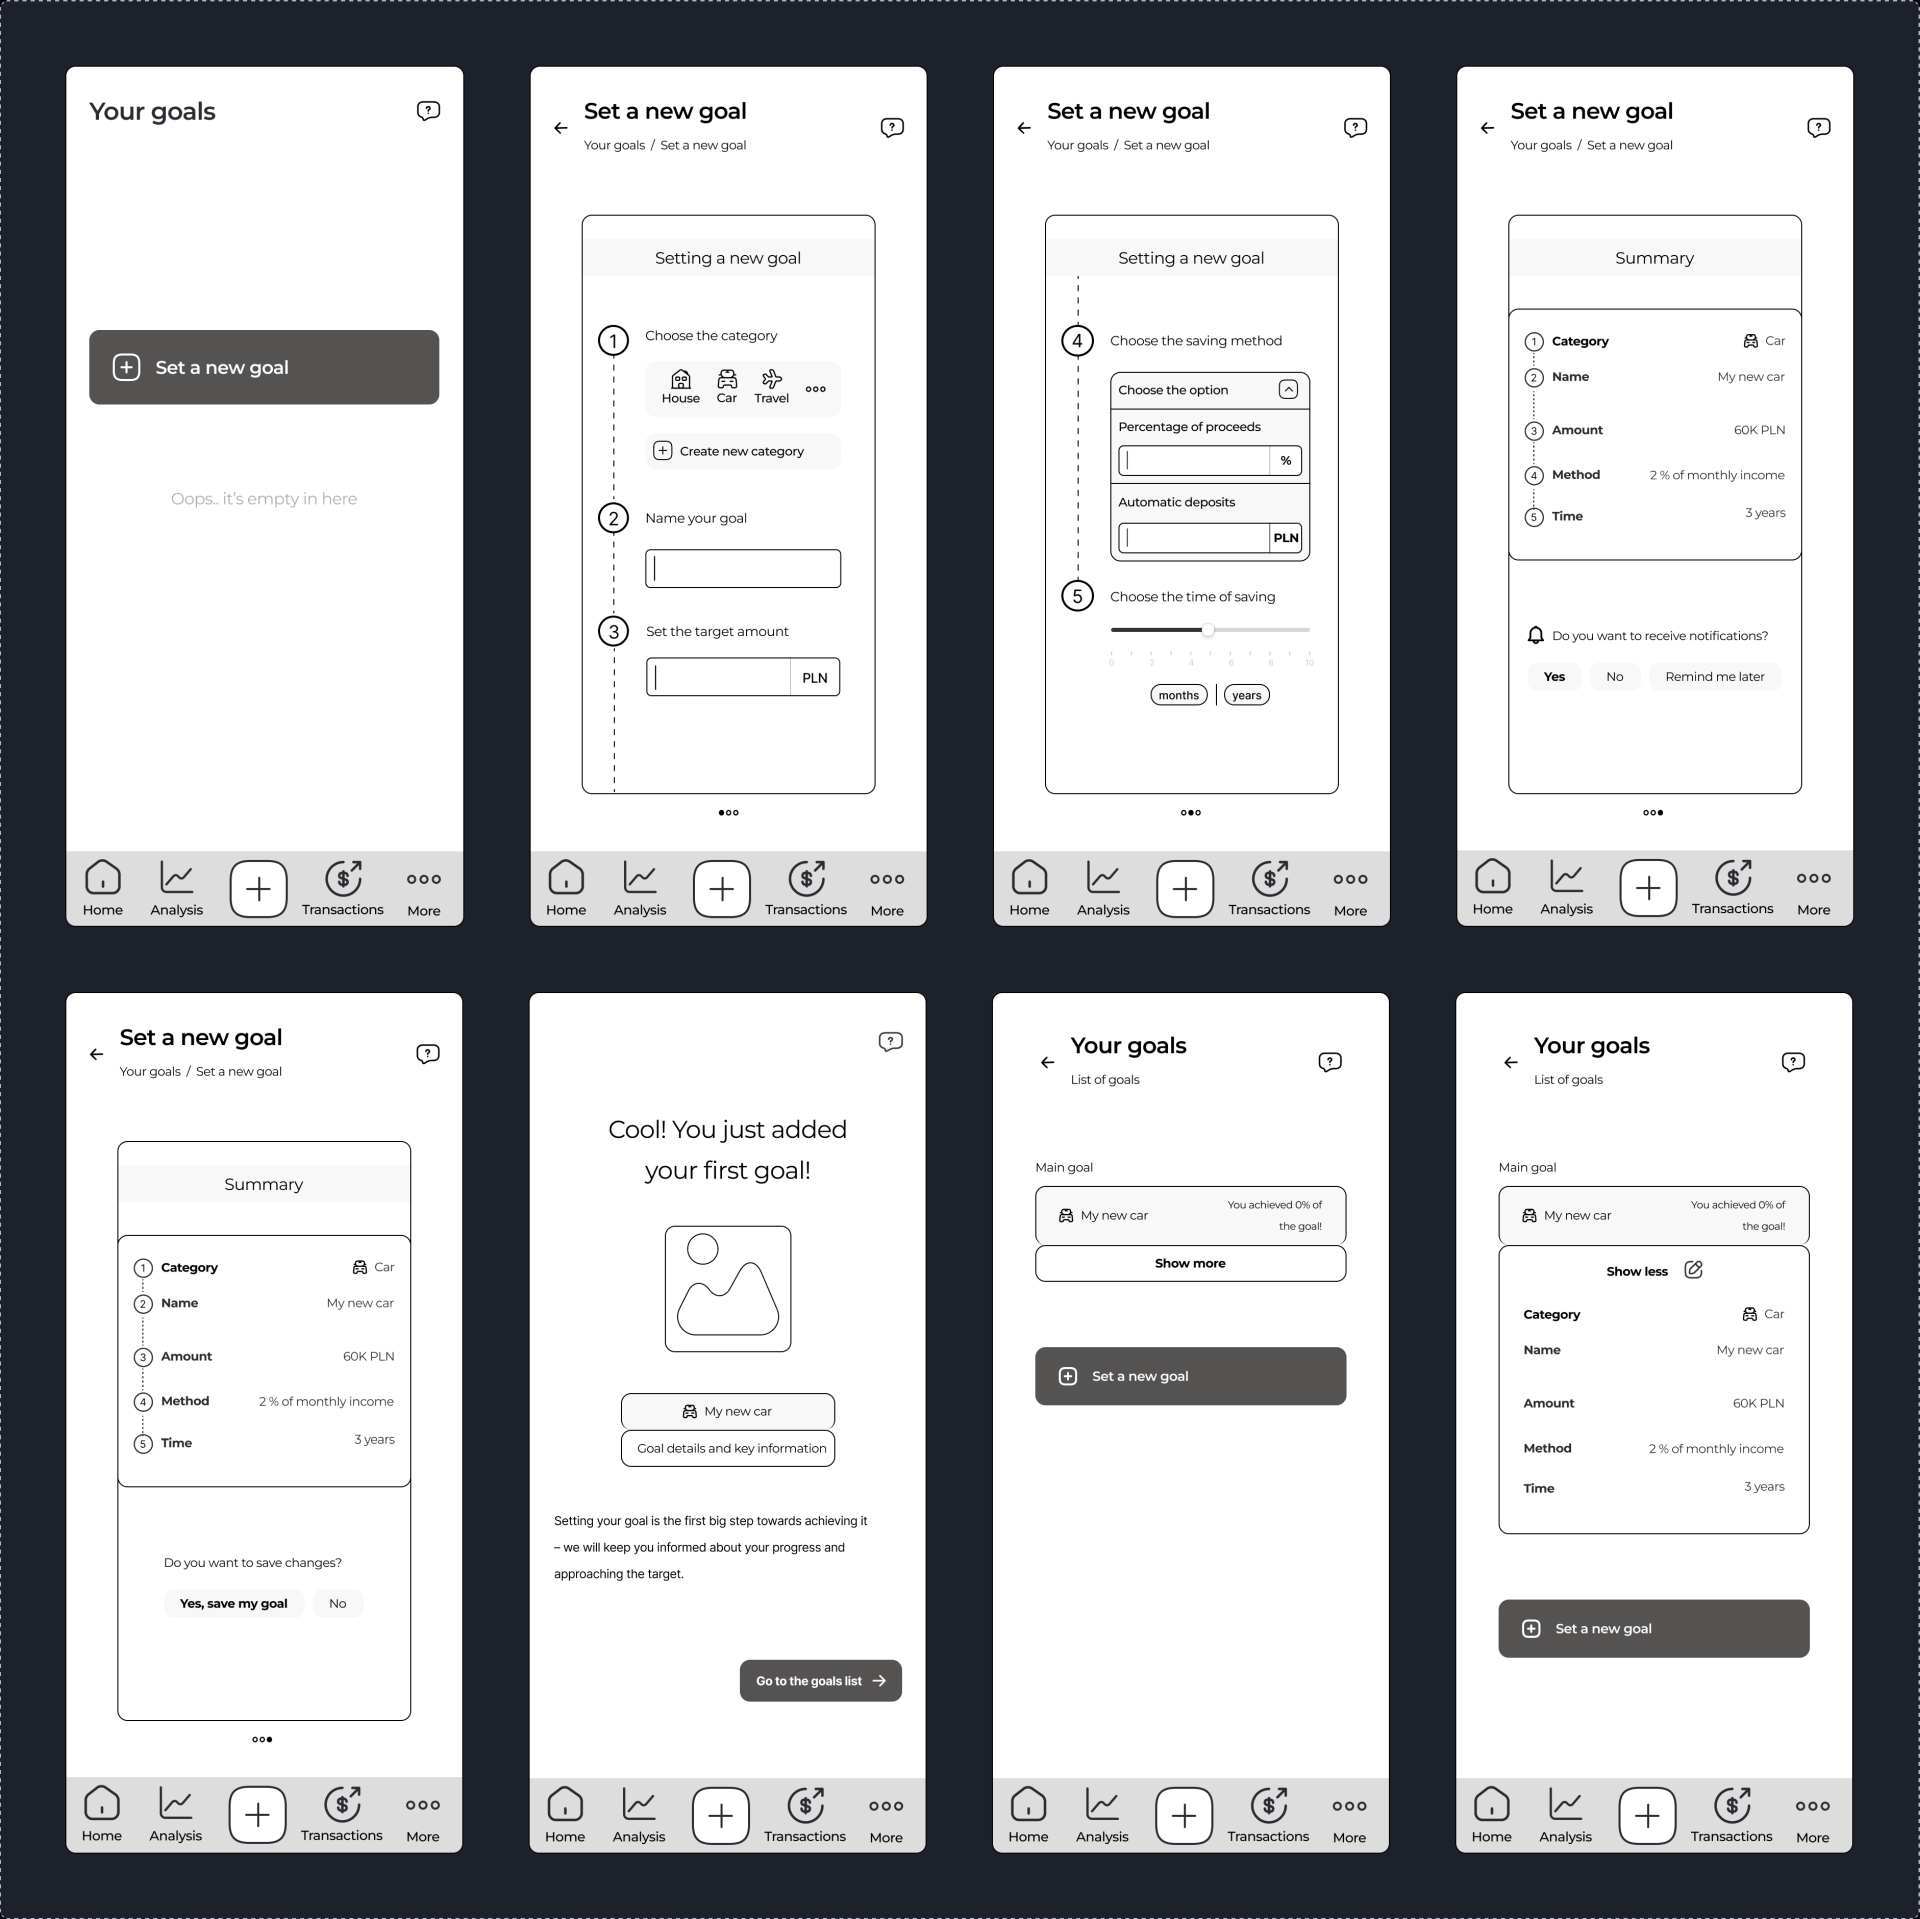 Your goals
?
Set a new goal
Oops.. it's empty in here
Home Analysis Transactions More
Set a new goal
Your goals / Set a new goal
?
Setting a new goal
1 Choose the category
House Car Travel
Create new category
2 Name your goal
3 Set the target amount
PLN
Home Analysis $ Transactions More
Set a new goal
Your goals / Set a new goal
?
Setting a new goal
4 Choose the saving method
Choose the option
Percentage of proceeds
%
Automatic deposits
PLN
5 Choose the time of saving
0 2 4 6 8 10
months years
Home Analysis $ Transactions More
Set a new goal
Your goals / Set a new goal
?
Summary
1 Category Car
2 Name My new car
3 Amount 60K PLN
4 Method 2 % of monthly income
5 Time 3 years
Do you want to receive notifications?
Yes No Remind me later
Home Analysis $ Transactions More
Set a new goal
Your goals / Set a new goal
?
Summary
1 Category Car
2 Name My new car
3 Amount 60K PLN
4 Method 2 % of monthly income
5 Time 3 years
Do you want to save changes?
Yes, save my goal No
Home Analysis $ Transactions More
?
Cool! You just added
your first goal!
My new car
Goal details and key information
Setting your goal is the first big step towards achieving it
– we will keep you informed about your progress and
approaching the target.
Go to the goals list
Home Analysis $ Transactions More
Your goals
List of goals
?
Main goal
My new car
You achieved 0% of
the goal!
Show more
Set a new goal
Home Analysis $ Transactions More
Your goals
List of goals
?
Main goal
My new car
You achieved 0% of
the goal!
Show less
Category Car
Name My new car
Amount 60K PLN
Method 2 % of monthly income
Time 3 years
Set a new goal
Home Analysis $ Transactions More